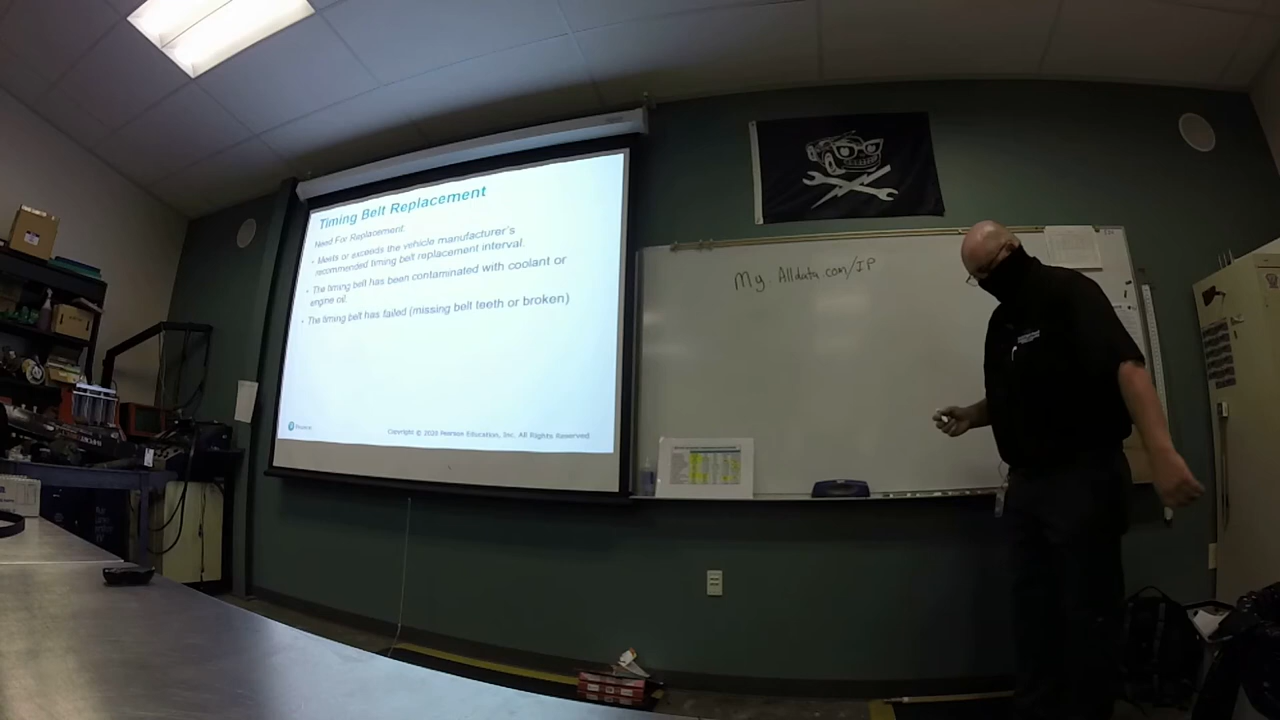 Timing Belt Replacement
Need For Replacement.
• Meets or exceeds the vehicle manufacturer's
recommended timing belt replacement interval.
• The timing belt has been contaminated with coolant or
engine oil.
• The timing belt has failed (missing belt teeth or broken)
Pearson
Copyright © 2020 Pearson Education, Inc. All Rights Reserved
My.Alldata.com/IP